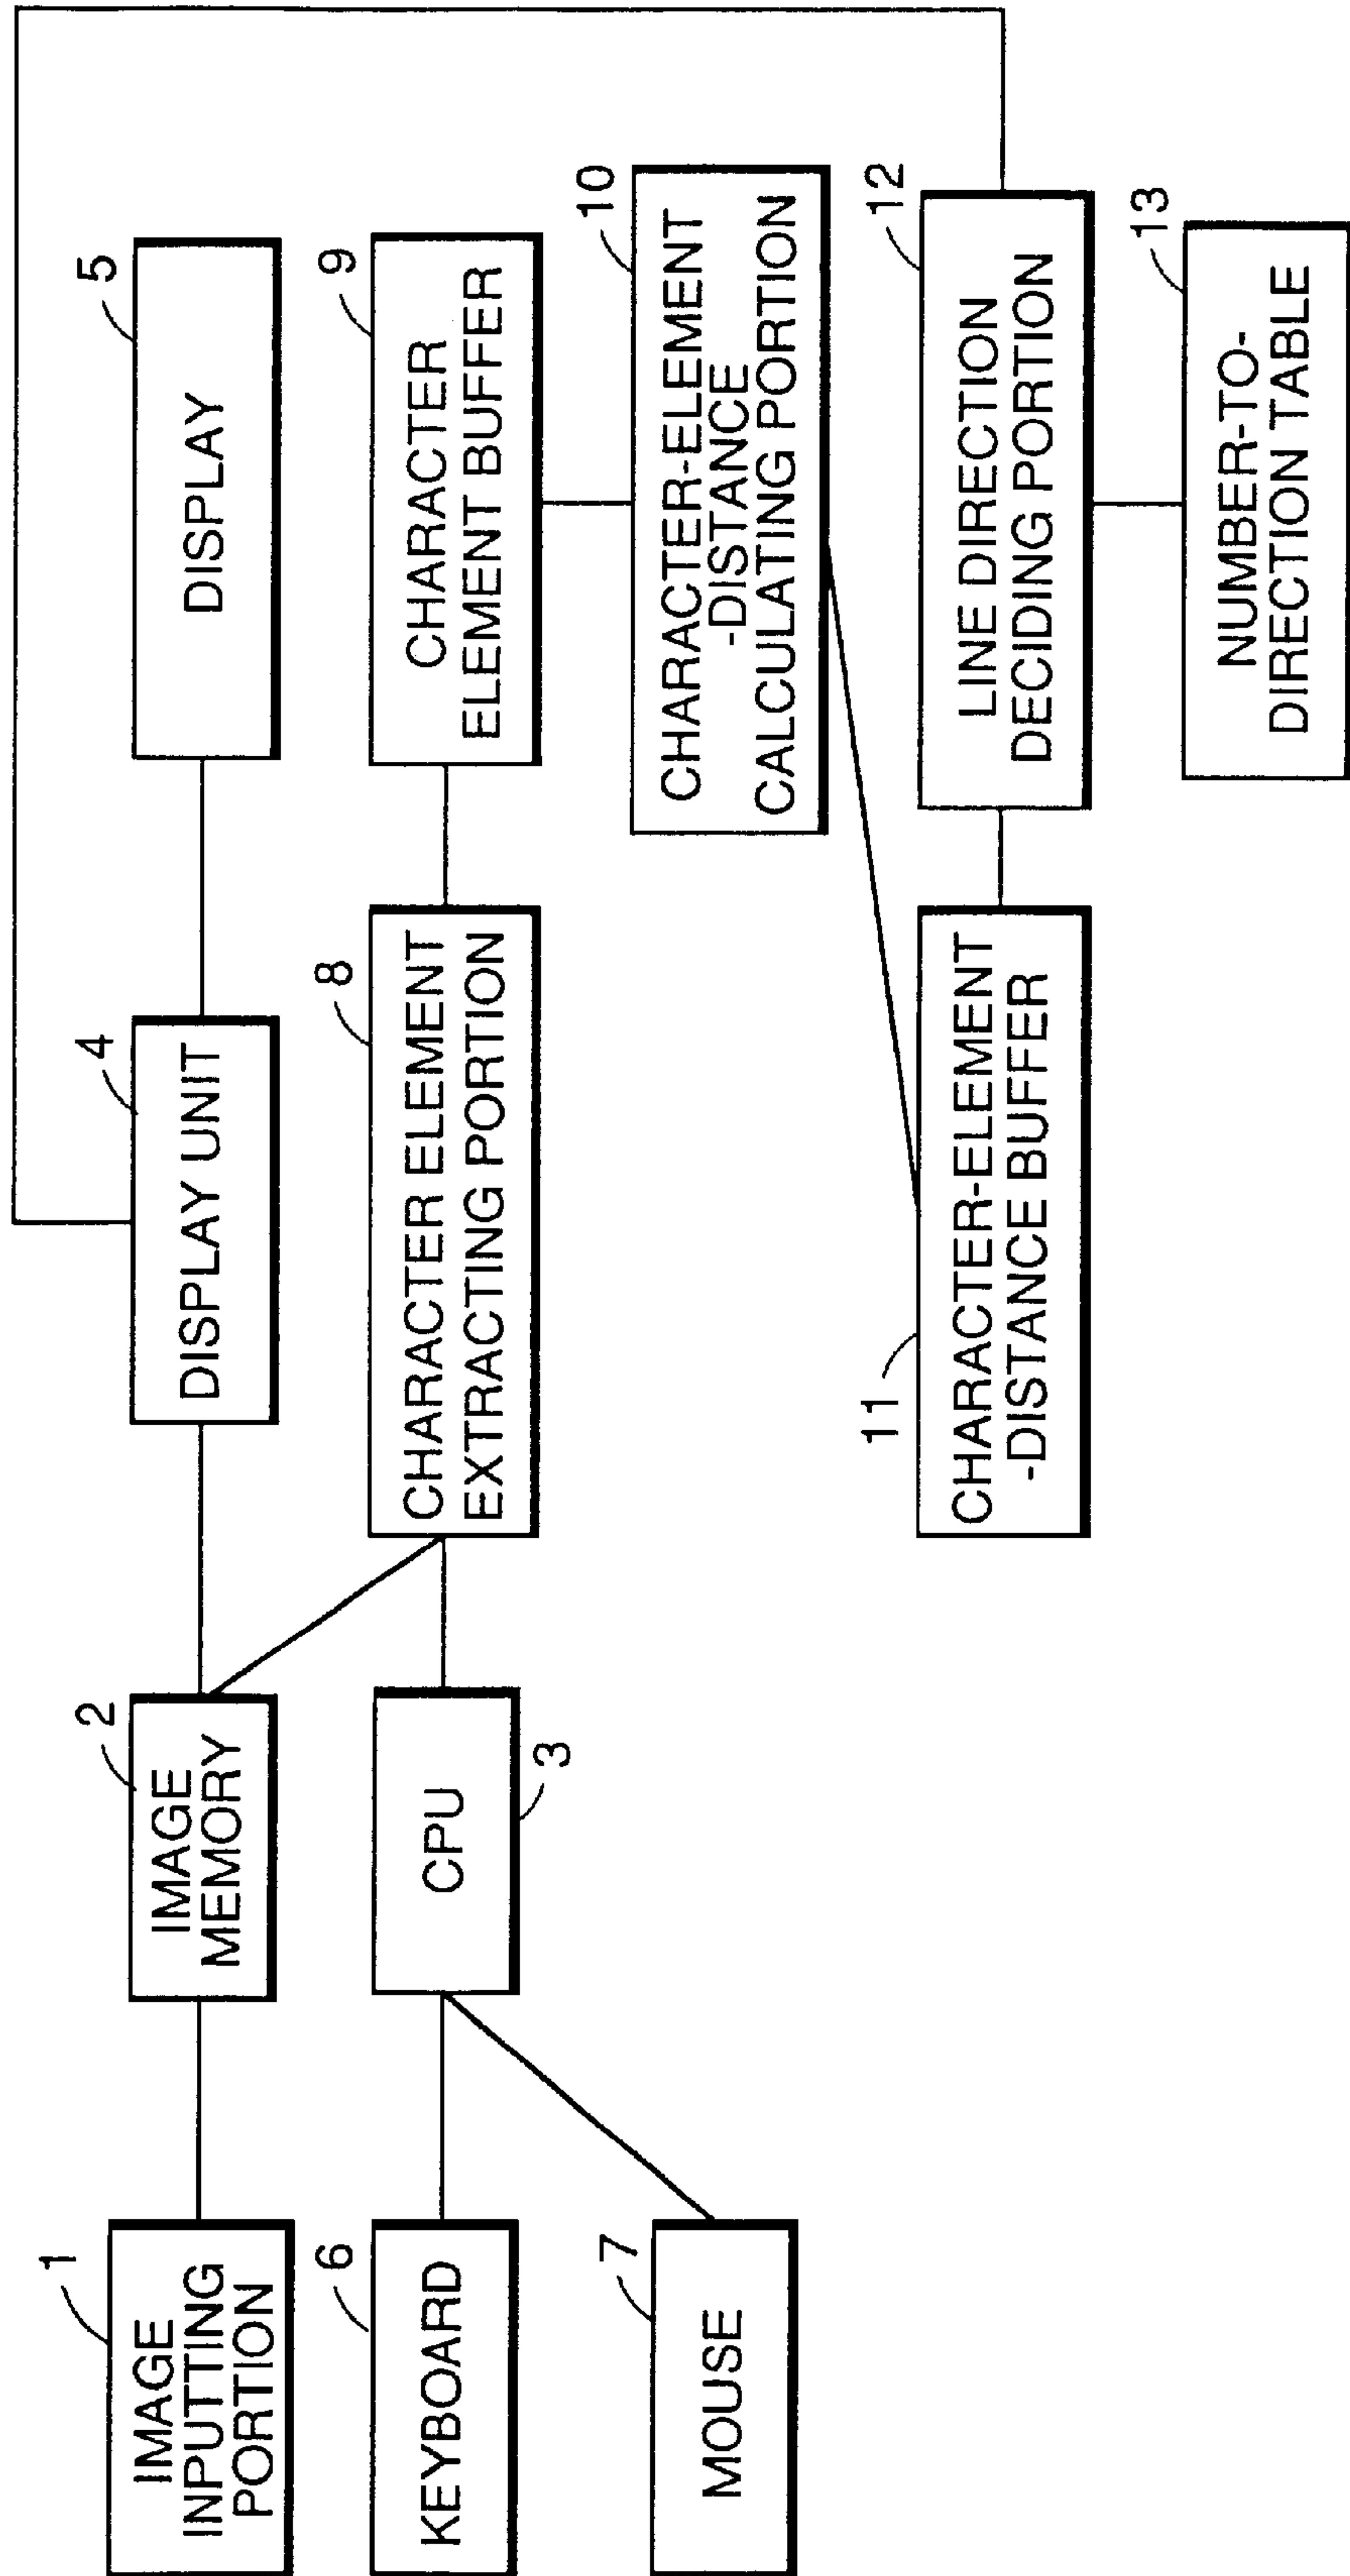 1
IMAGE
INPUTTING
PORTION
2
IMAGE
MEMORY
4
DISPLAY UNIT
5
DISPLAY
6
KEYBOARD
CPU
3
8
CHARACTER ELEMENT
EXTRACTING PORTION
9
CHARACTER
ELEMENT BUFFER
7
MOUSE
10
CHARACTER-ELEMENT
-DISTANCE
CALCULATING PORTION
11
CHARACTER-ELEMENT
-DISTANCE BUFFER
12
LINE DIRECTION
DECIDING PORTION
13
NUMBER-TO-
DIRECTION TABLE